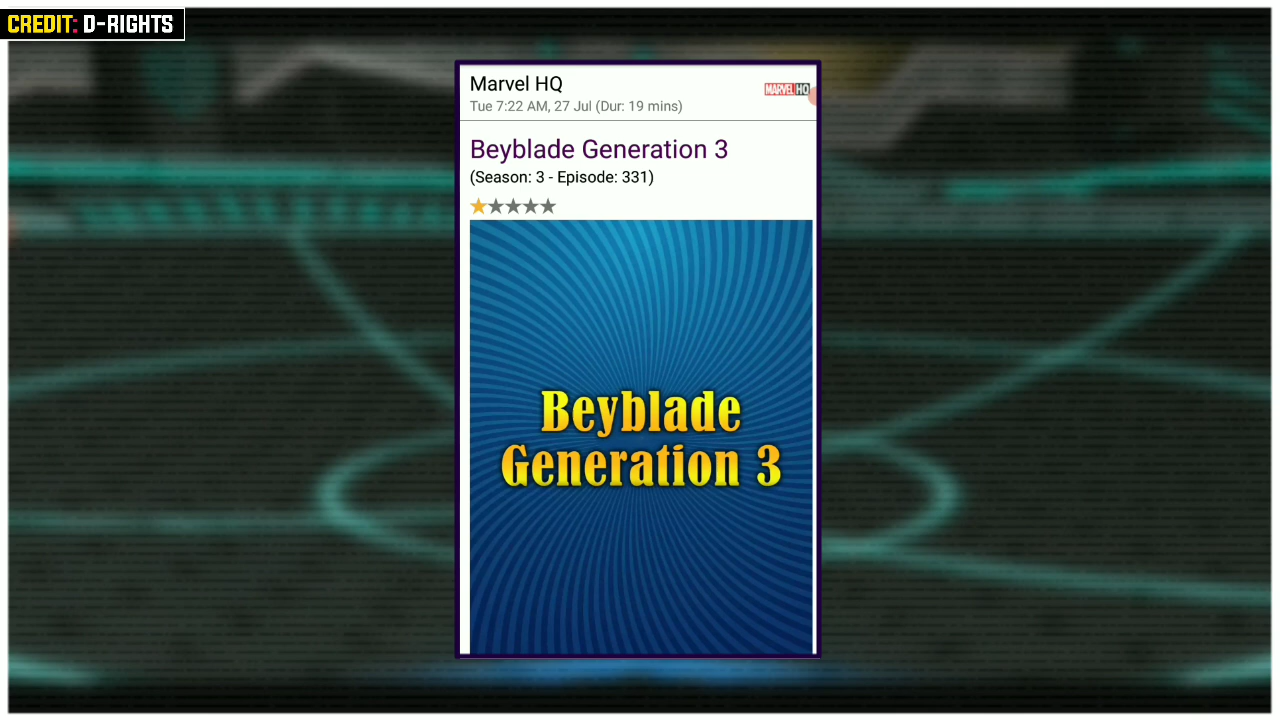 CREDIT: D-RIGHTS
Marvel HQ
MARVEL HQ
Tue 7:22 AM, 27 Jul (Dur: 19 mins)
Beyblade Generation 3
(Season: 3 - Episode: 331)
Beyblade
Generation 3